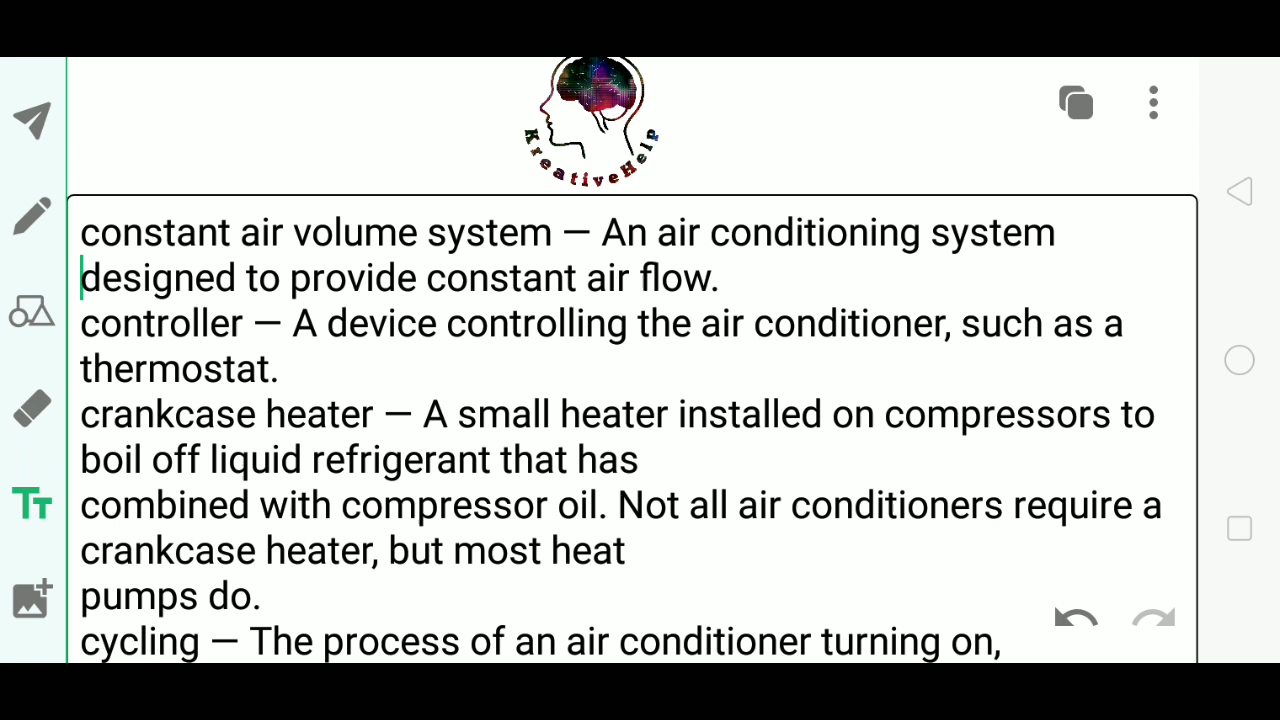 KreativeHelp
constant air volume system — An air conditioning system
designed to provide constant air flow.
controller — A device controlling the air conditioner, such as a
thermostat.
crankcase heater — A small heater installed on compressors to
boil off liquid refrigerant that has
combined with compressor oil. Not all air conditioners require a
crankcase heater, but most heat
pumps do.
cycling — The process of an air conditioner turning on,
Tт